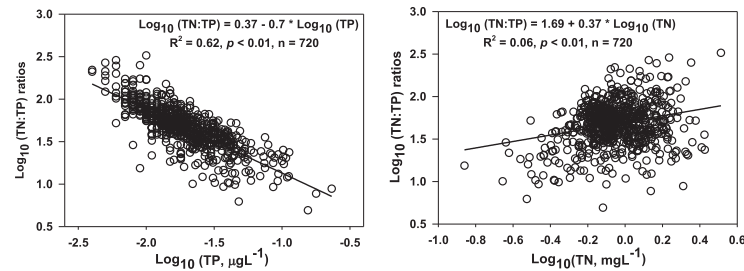 Log10 (TN:TP) = 0.37 - 0.7 * Log10 (TP)
R2 = 0.62, p < 0.01, n = 720
Log10 (TN:TP) ratios
3.0
2.5
2.0
1.5
1.0
0.5
-2.5 -2.0 -1.5 -1.0 -0.5
Log10 (TP, µgL-1)
Log10 (TN:TP) = 1.69 + 0.37 * Log10 (TN)
R2 = 0.06, p < 0.01, n = 720
Log10 (TN:TP) ratios
3.0
2.5
2.0
1.5
1.0
0.5
-1.0 -0.8 -0.6 -0.4 -0.2 0.0 0.2 0.4 0.6
Log10(TN, mgL-1)